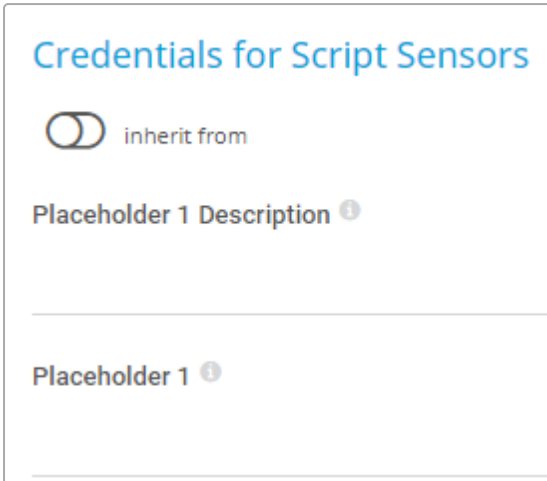 Credentials for Script Sensors
inherit from
Placeholder 1 Description
Placeholder 1